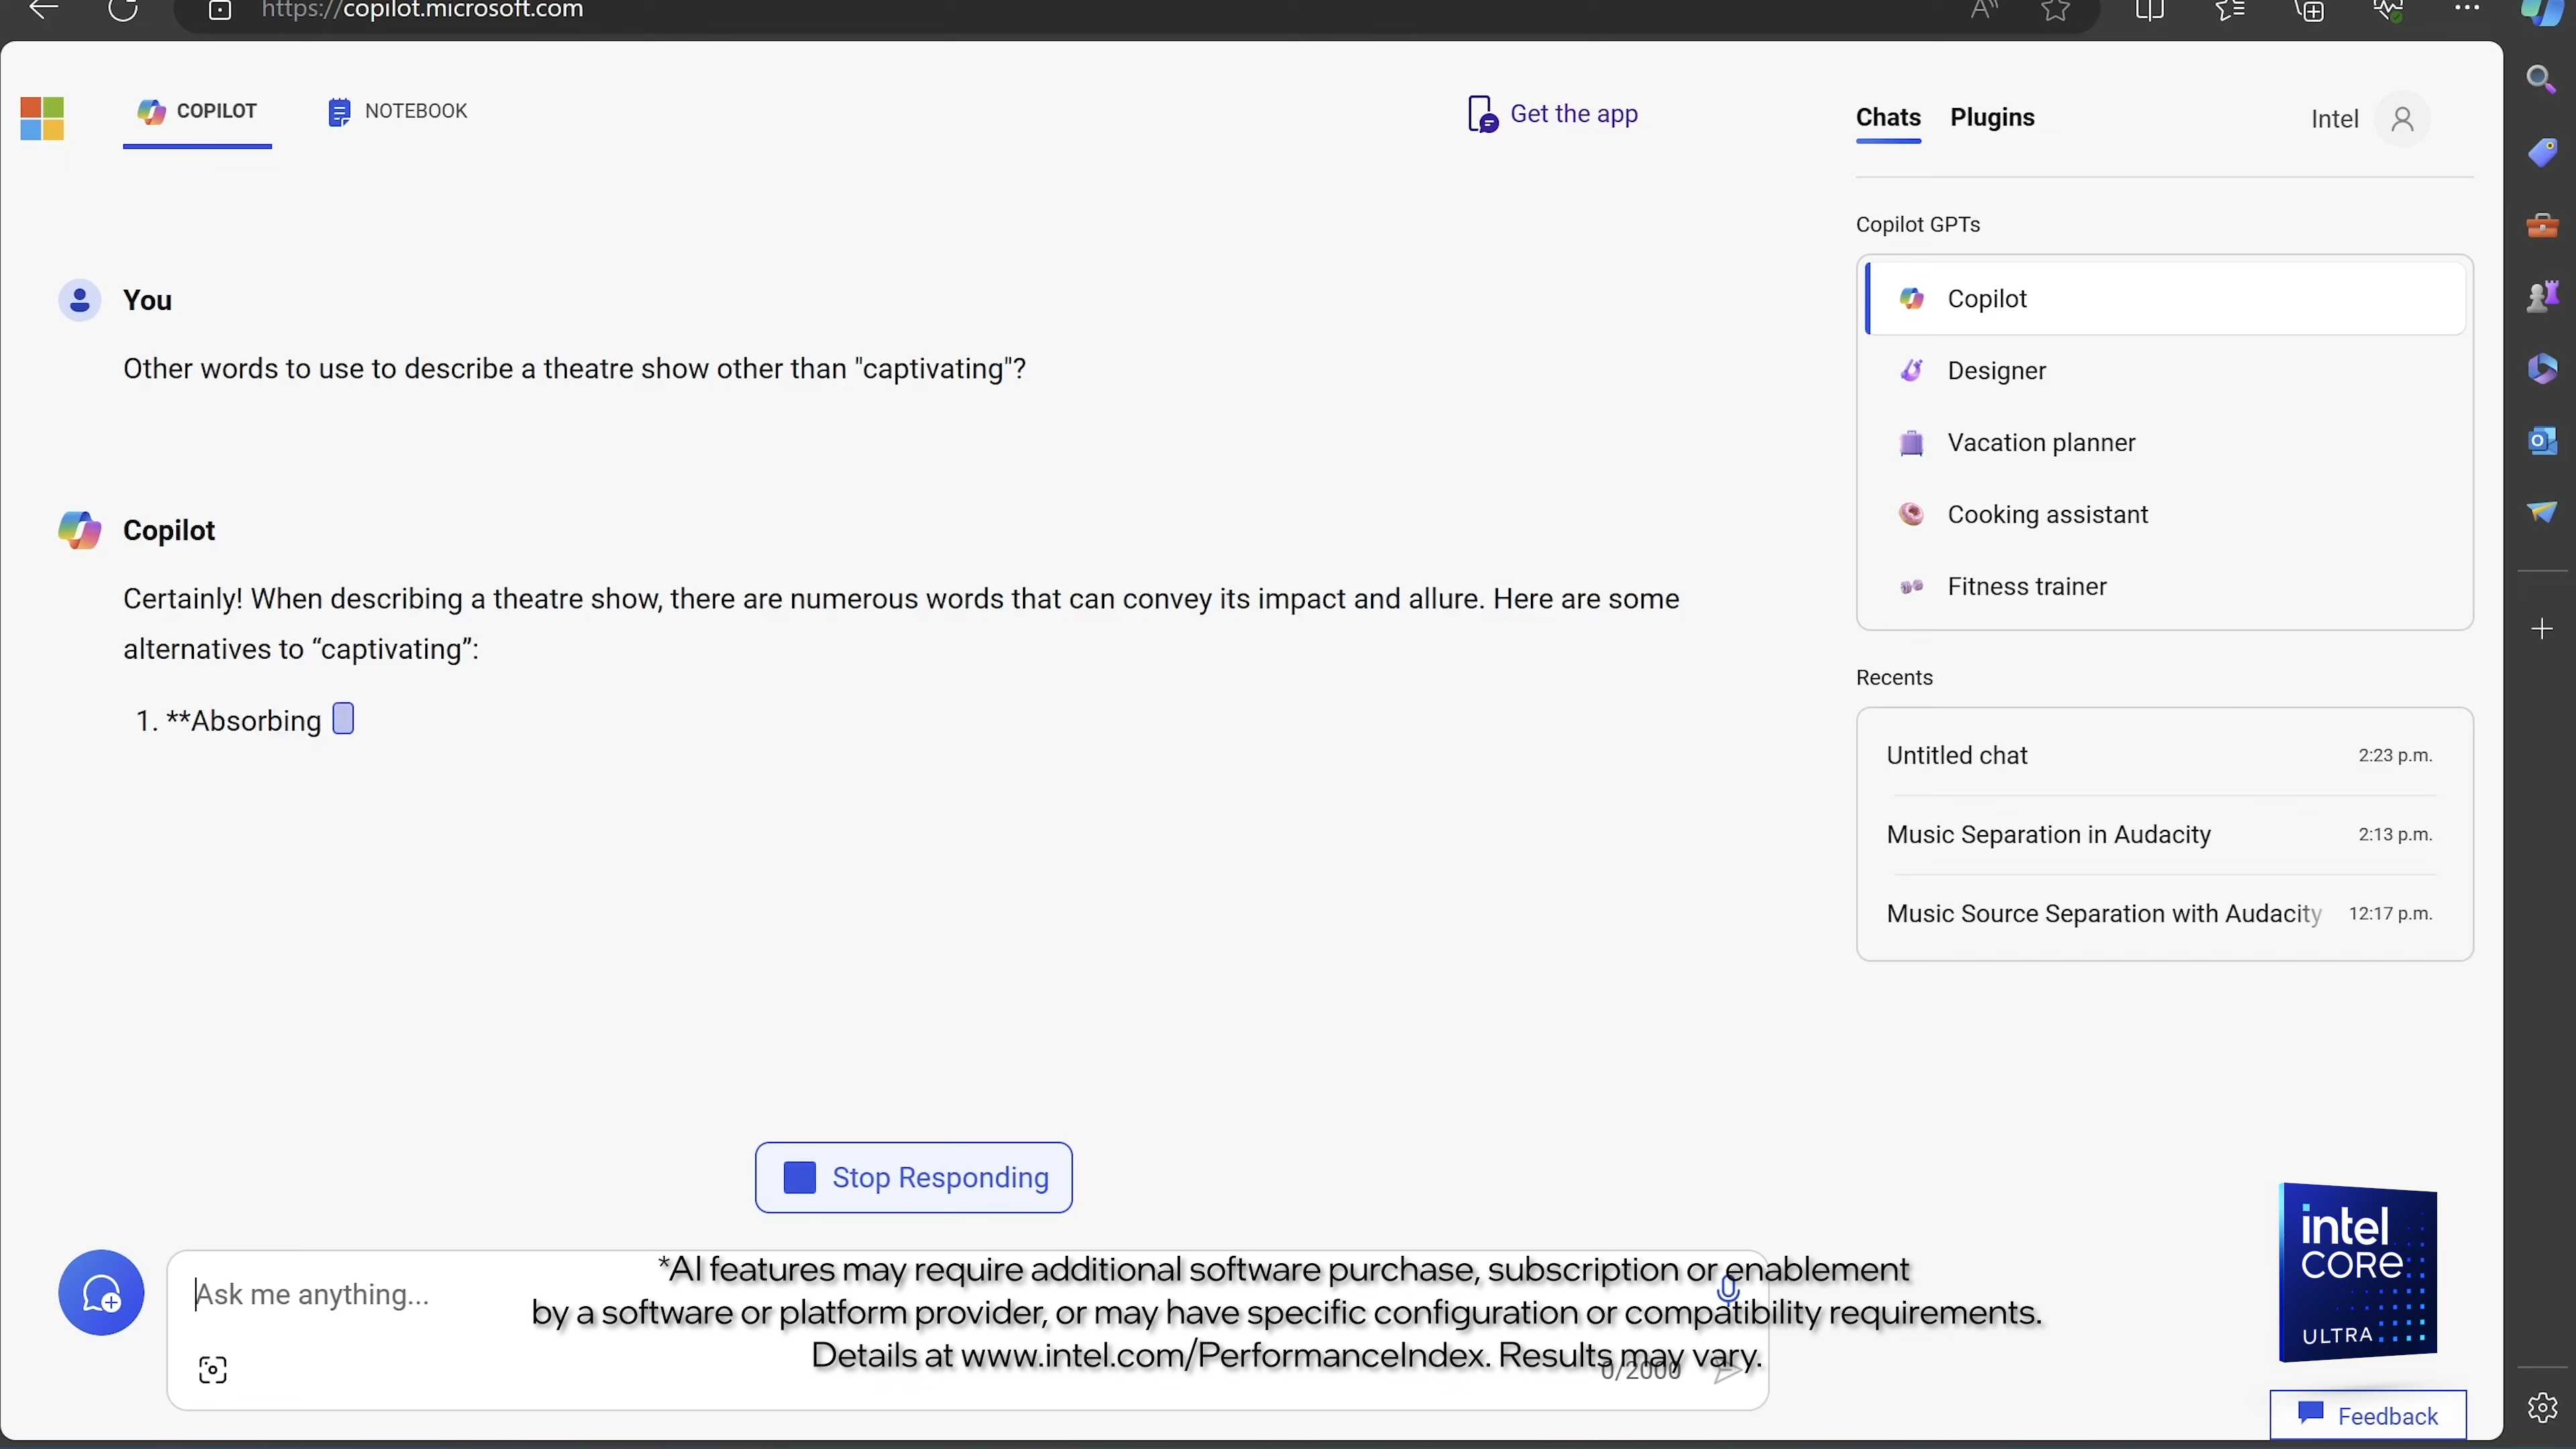 https://copilot.microsoft.com
COPILOT
NOTEBOOK
Get the app
Chats
Plugins
Intel
You
Other words to use to describe a theatre show other than "captivating"?
Copilot
Certainly! When describing a theatre show, there are numerous words that can convey its impact and allure. Here are some
alternatives to “captivating”:
1. **Absorbing
Copilot GPTs
Copilot
Designer
Vacation planner
Cooking assistant
Fitness trainer
Recents
Untitled chat 2:23 p.m.
Music Separation in Audacity 2:13 p.m.
Music Source Separation with Audacity 12:17 p.m.
Stop Responding
Ask me anything...
0/2000
*AI features may require additional software purchase, subscription or enablement
by a software or platform provider, or may have specific configuration or compatibility requirements.
Details at www.intel.com/PerformanceIndex. Results may vary.
intel
CORE
ULTRA
Feedback